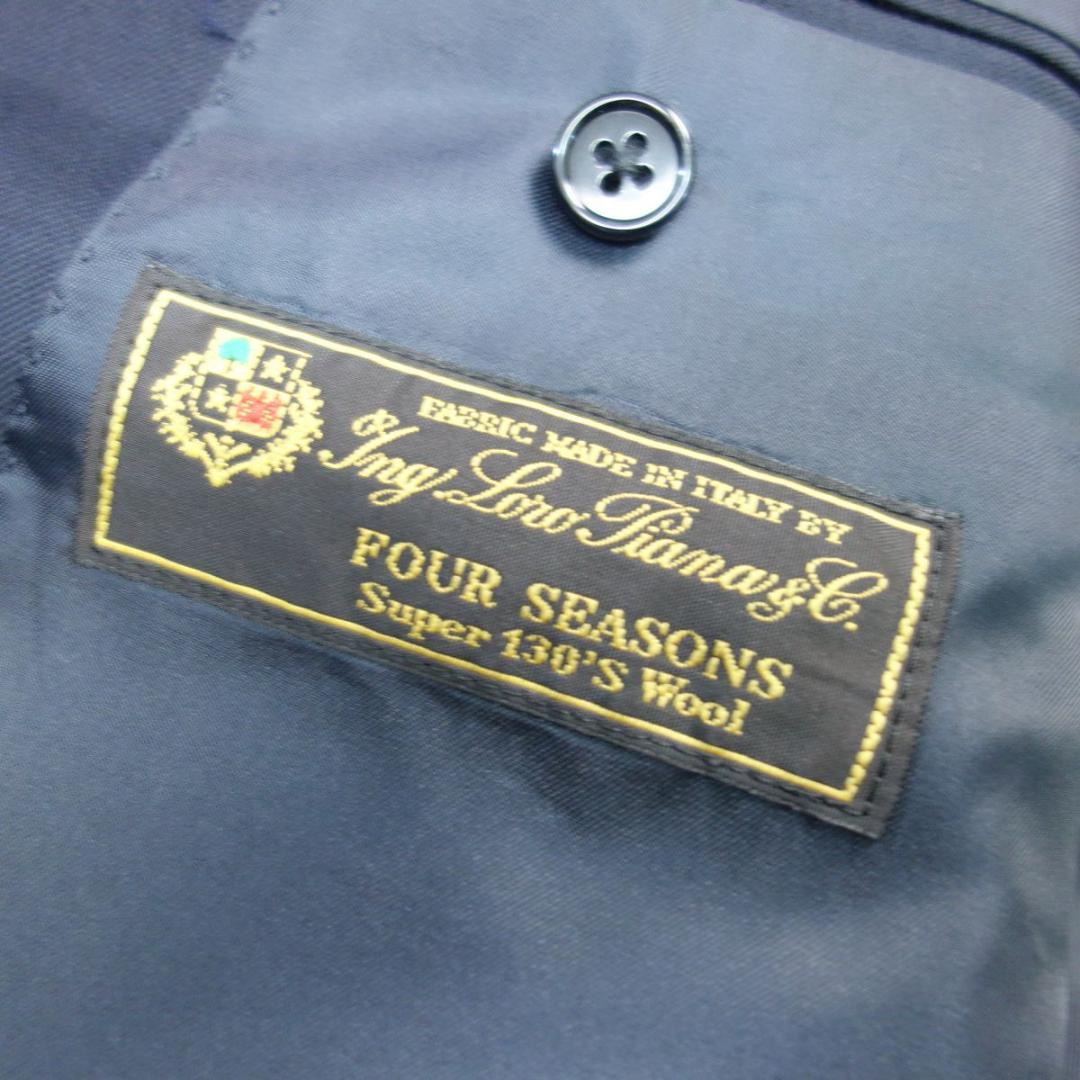 FABRIC MADE IN ITALY BY
Ing. Loro Piana & C.
FOUR SEASONS
Super 130'S Wool